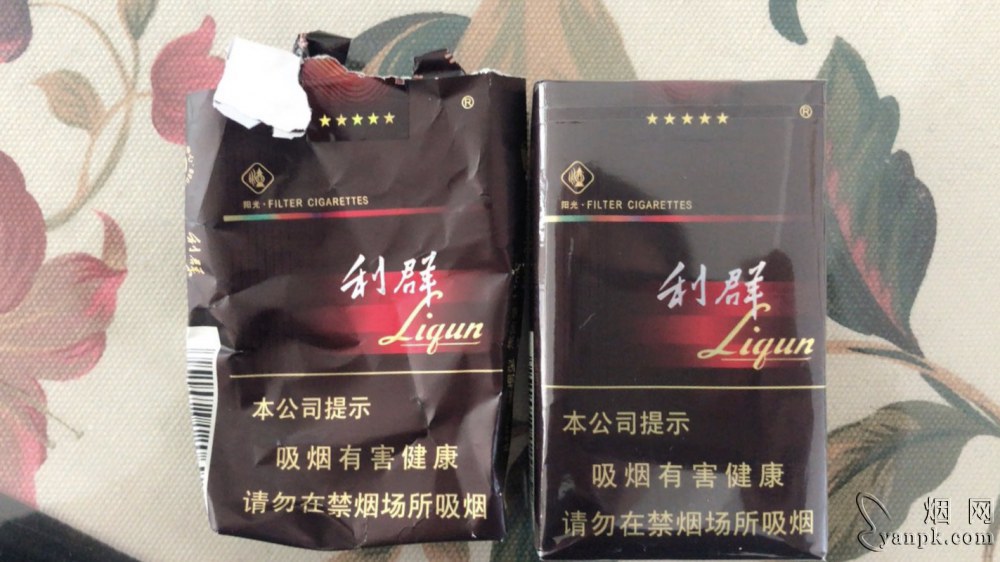 ★★★★★ ®
阳光·FILTER CIGARETTES
利群
Liqun
本公司提示
吸烟有害健康
请勿在禁烟场所吸烟
利群
★★★★★ ®
阳光·FILTER CIGARETTES
利群
Liqun
本公司提示
吸烟有害健康
请勿在禁烟场所吸烟
烟网
yanpk.com